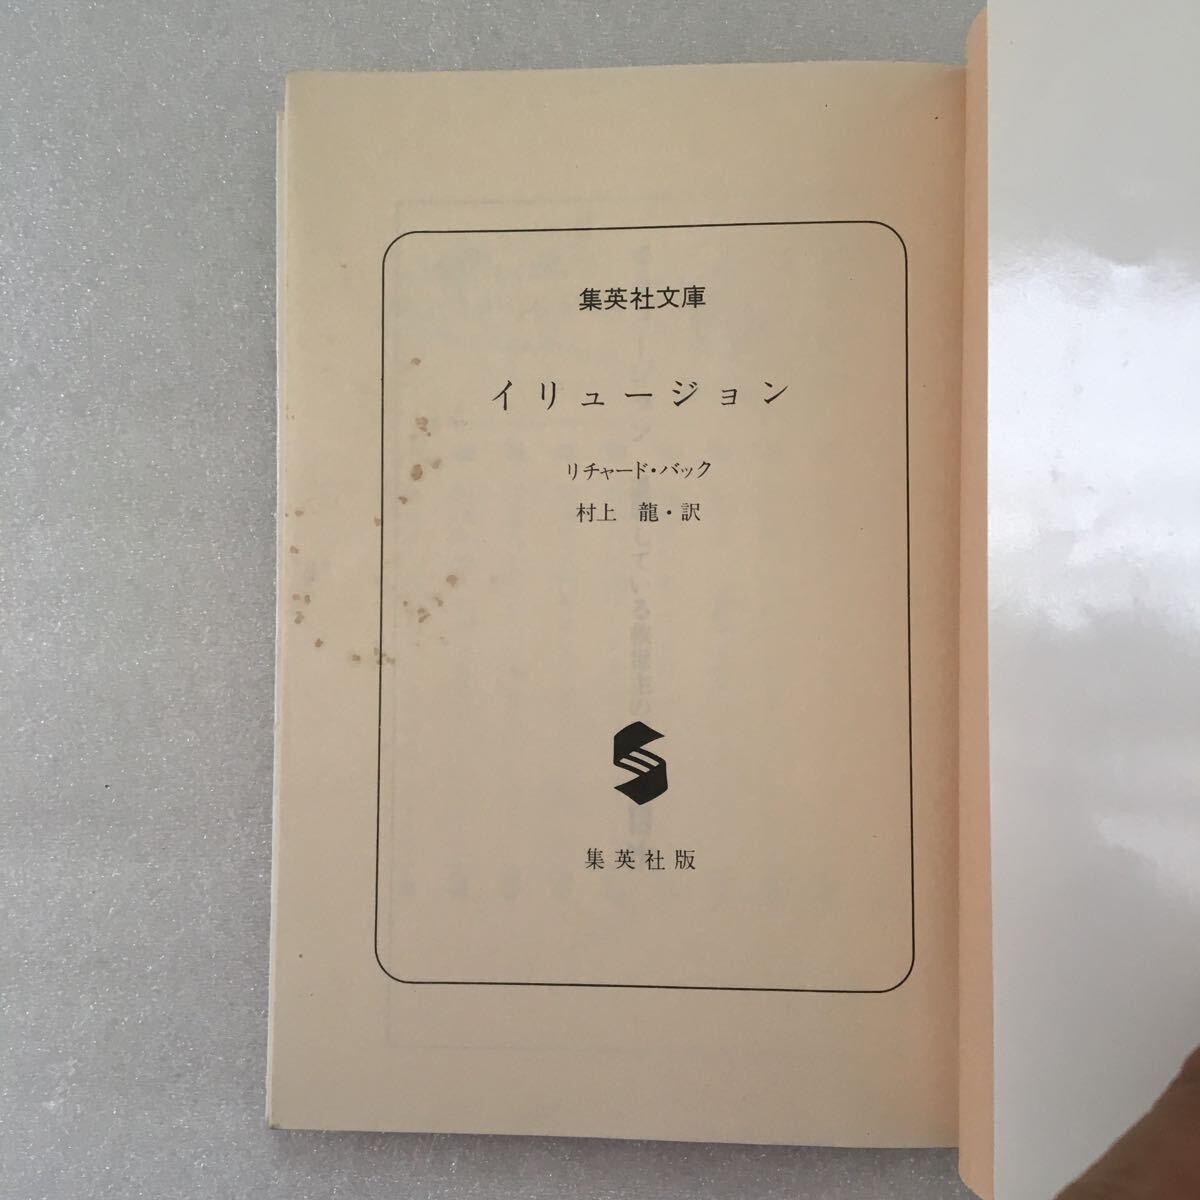 集英社文庫
イリュージョン
リチャード・バック
村上 龍・訳
集英社版